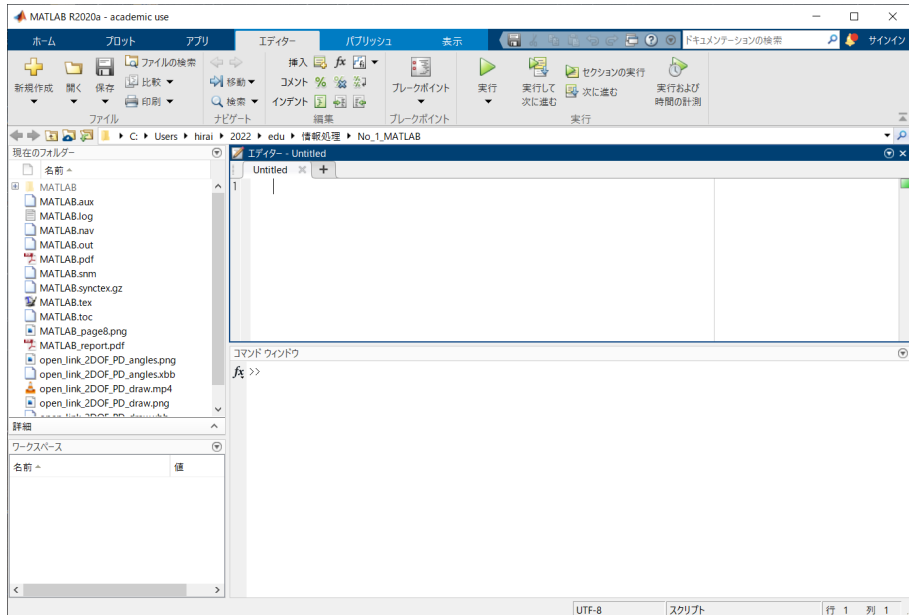 MATLAB R2020a - academic use
ホーム プロット アプリ エディター パブリッシュ 表示 ドキュメンテーションの検索 サインイン
新規作成 開く 保存 ファイルの検索 比較 印刷 移動 検索 挿入 fx コメント % インデント ブレークポイント 実行 実行して次に進む セクションの実行 次に進む 実行および時間の計測
ファイル ナビゲート 編集 ブレークポイント 実行
C: Users hirai 2022 edu 情報処理 No_1_MATLAB
現在のフォルダー
名前
MATLAB
MATLAB.aux
MATLAB.log
MATLAB.nav
MATLAB.out
MATLAB.pdf
MATLAB.snm
MATLAB.synctex.gz
MATLAB.tex
MATLAB.toc
MATLAB_page8.png
MATLAB_report.pdf
open_link_2DOF_PD_angles.png
open_link_2DOF_PD_angles.xbb
open_link_2DOF_PD_draw.mp4
open_link_2DOF_PD_draw.png
詳細
ワークスペース
名前 値
エディター - Untitled
Untitled
1
コマンド ウィンドウ
fx >>
UTF-8 スクリプト 行 1 列 1